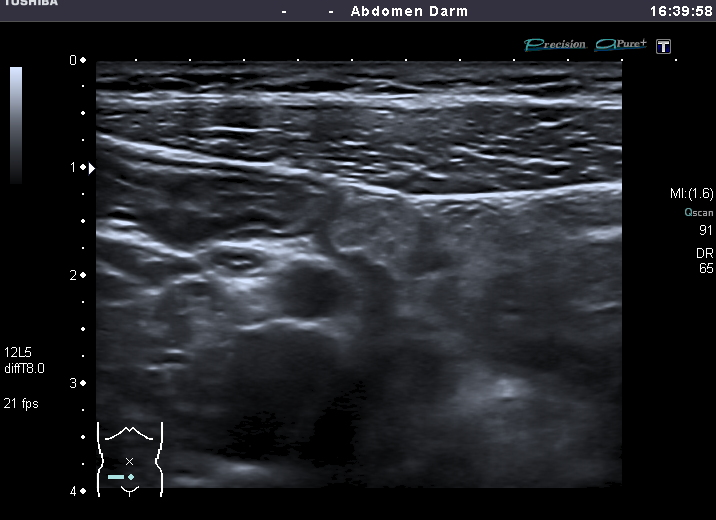 TOSHIBA
- - Abdomen Darm 16:39:58
Precision APure+ T
0
1
MI:(1.6)
Qscan
91
DR
65
2
12L5
diffT8.0
3
21 fps
4